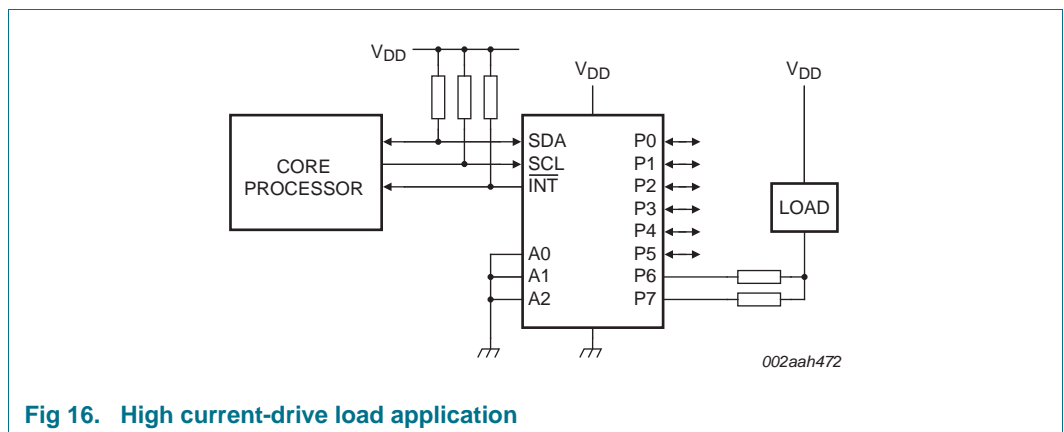 VDD
VDD
VDD
CORE
PROCESSOR
SDA
SCL
INT
A0
A1
A2
P0
P1
P2
P3
P4
P5
P6
P7
LOAD
002aah472
Fig 16. High current-drive load application